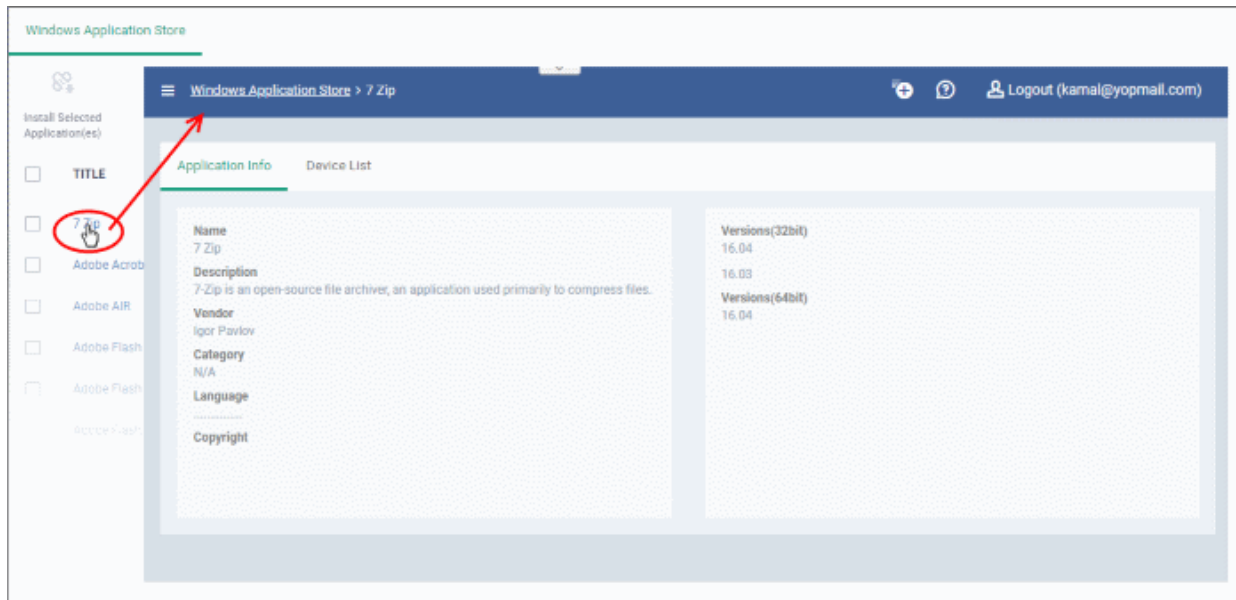 Windows Application Store
Install Selected
Application(es)
TITLE
7 Zip
Adobe Acrob
Adobe AIR
Adobe Flash
Adobe Flash
Adobe Flash
Windows Application Store > 7 Zip
Logout (kamal@yopmail.com)
Application Info
Device List
Name
7 Zip
Description
7-Zip is an open-source file archiver, an application used primarily to compress files.
Vendor
Igor Pavlov
Category
N/A
Language
Copyright
Versions(32bit)
16.04
16.03
Versions(64bit)
16.04